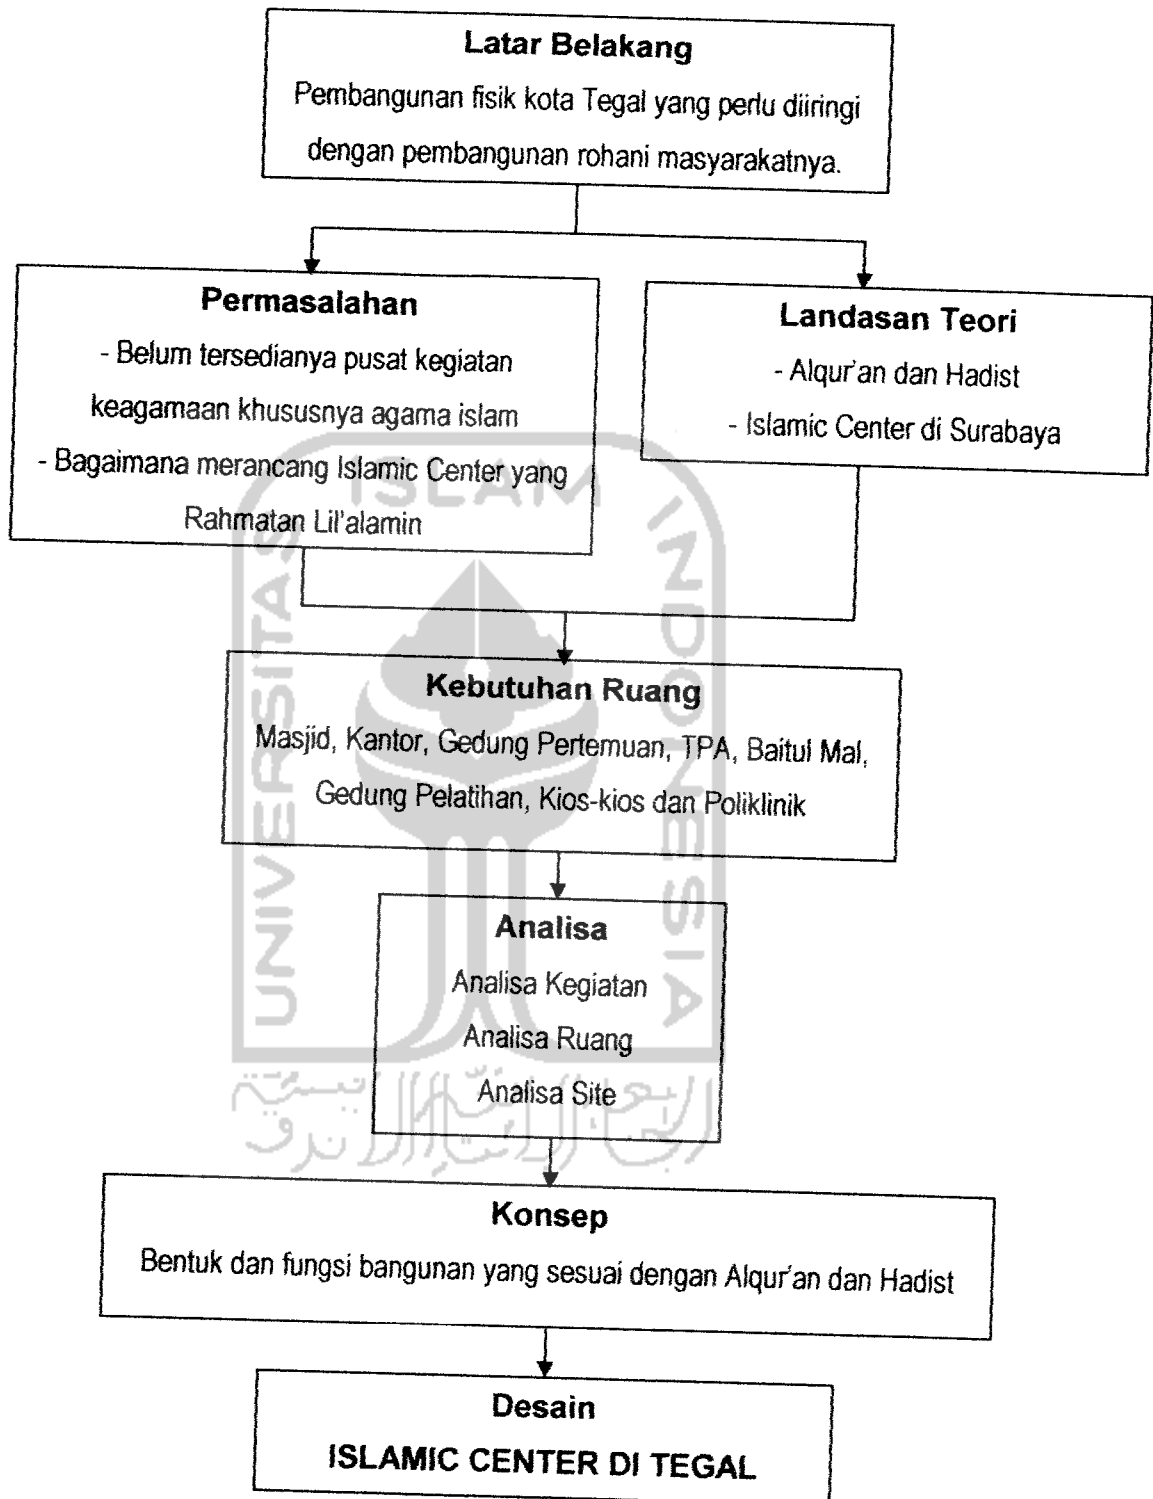 Latar Belakang
Pembangunan fisik kota Tegal yang perlu diiringi
dengan pembangunan rohani masyarakatnya.
Permasalahan
- Belum tersedianya pusat kegiatan
keagamaan khususnya agama islam
- Bagaimana merancang Islamic Center yang
Rahmatan Lil'alamin
Landasan Teori
- Alqur'an dan Hadist
- Islamic Center di Surabaya
Kebutuhan Ruang
Masjid, Kantor, Gedung Pertemuan, TPA, Baitul Mal,
Gedung Pelatihan, Kios-kios dan Poliklinik
Analisa
Analisa Kegiatan
Analisa Ruang
Analisa Site
Konsep
Bentuk dan fungsi bangunan yang sesuai dengan Alqur'an dan Hadist
Desain
ISLAMIC CENTER DI TEGAL
UNIVERSITAS
ISLAM
INDONESIA